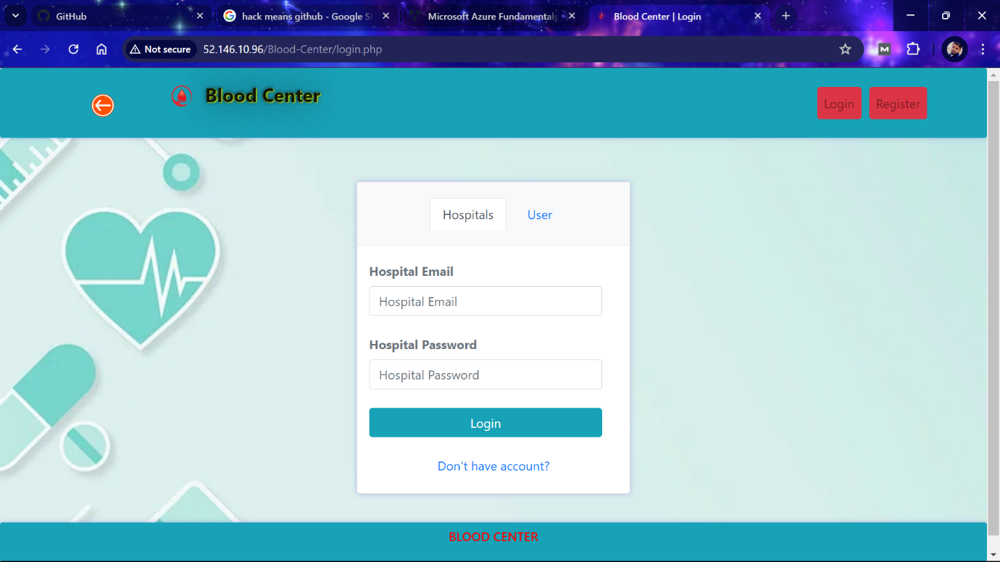 GitHub
hack means github - Google S
Microsoft Azure Fundamentals
Blood Center | Login
Not secure
52.146.10.96/Blood-Center/login.php
M
Blood Center
Login
Register
Hospitals
User
Hospital Email
Hospital Email
Hospital Password
Hospital Password
Login
Don't have account?
BLOOD CENTER